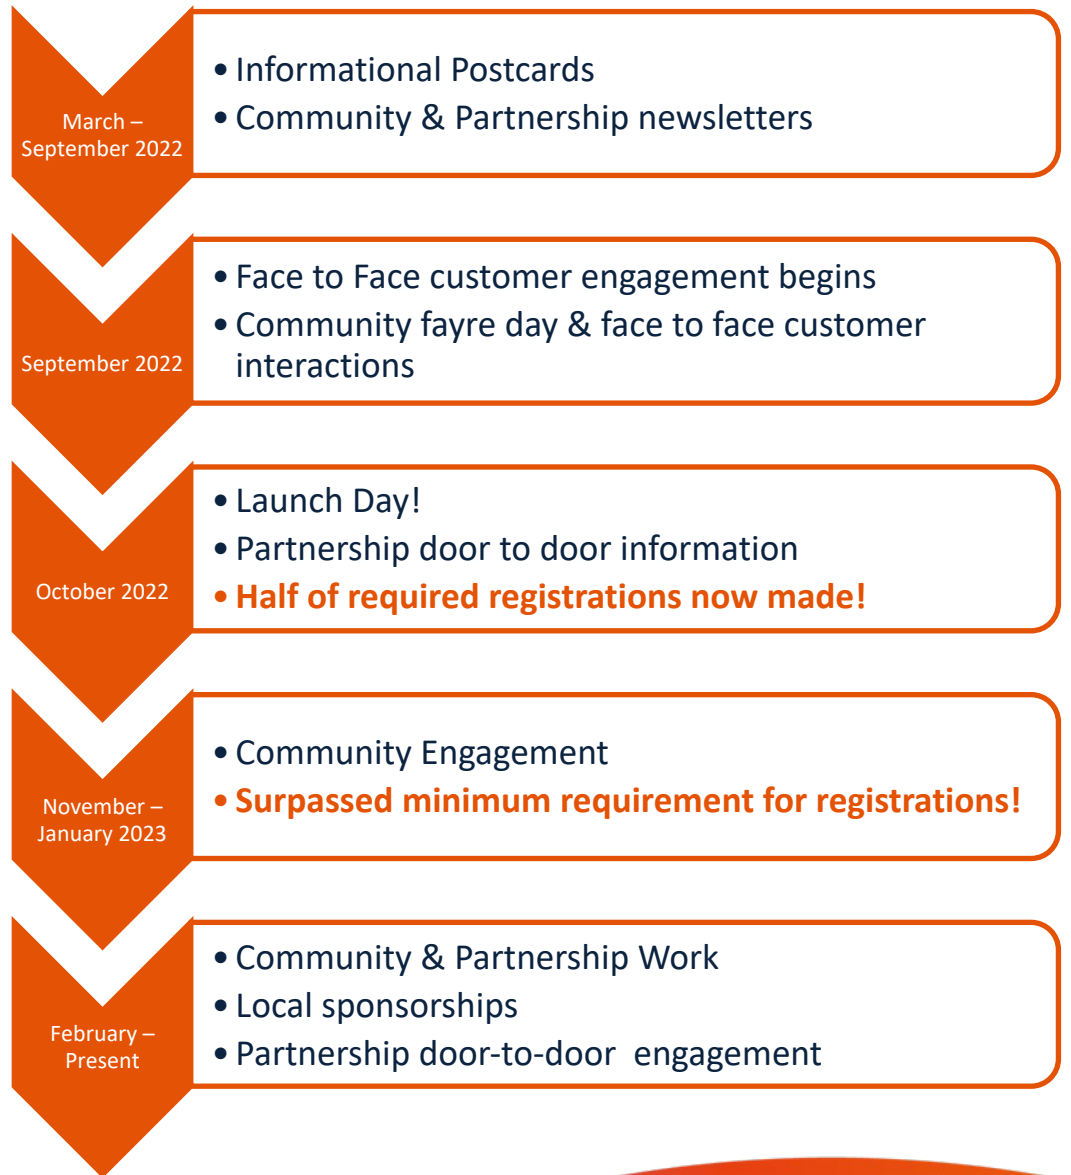 March –
September 2022
• Informational Postcards
• Community & Partnership newsletters
September 2022
• Face to Face customer engagement begins
• Community fayre day & face to face customer
interactions
October 2022
• Launch Day!
• Partnership door to door information
• Half of required registrations now made!
November –
January 2023
• Community Engagement
• Surpassed minimum requirement for registrations!
February –
Present
• Community & Partnership Work
• Local sponsorships
• Partnership door-to-door  engagement